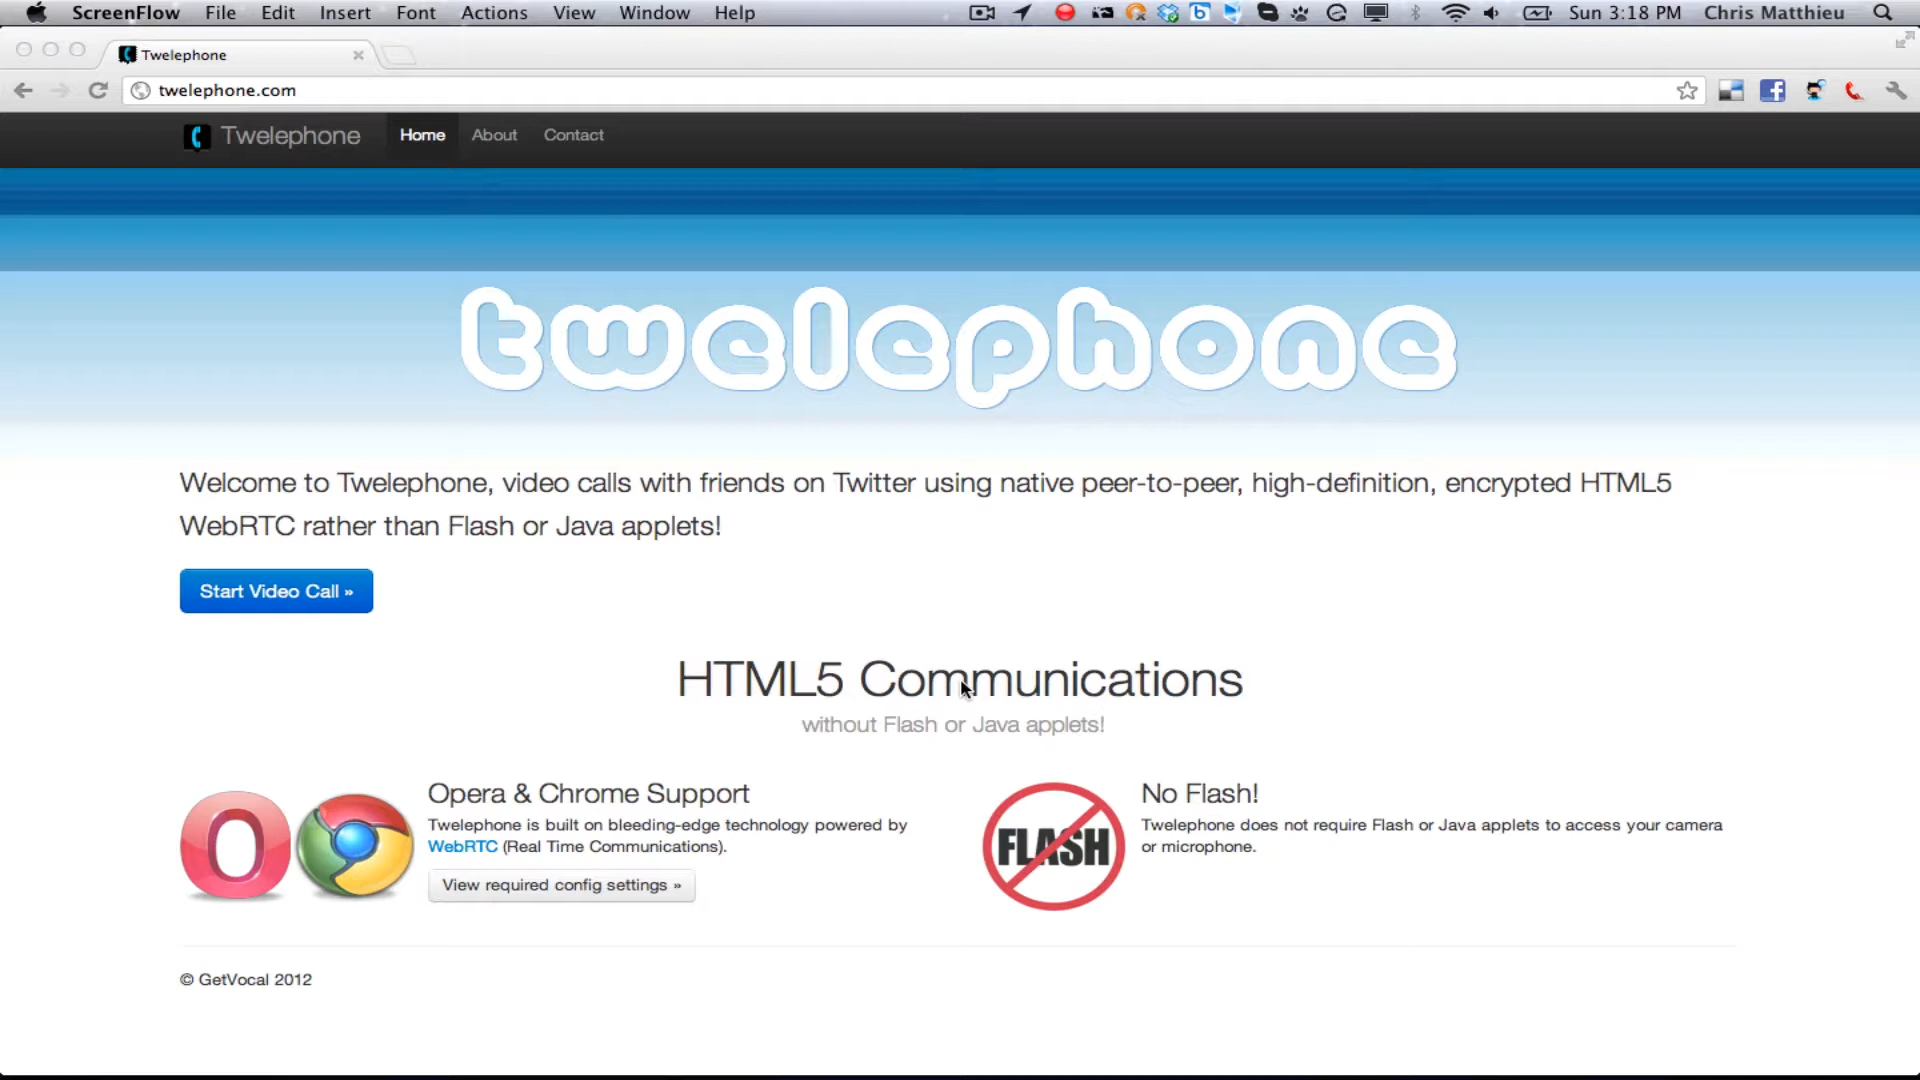 ScreenFlow File Edit Insert Font Actions View Window Help Sun 3:18 PM Chris Matthieu
Twelephone
twelephone.com
Twelephone Home About Contact
twelephone
Welcome to Twelephone, video calls with friends on Twitter using native peer-to-peer, high-definition, encrypted HTML5
WebRTC rather than Flash or Java applets!
Start Video Call »
HTML5 Communications
without Flash or Java applets!
Opera & Chrome Support
Twelephone is built on bleeding-edge technology powered by
WebRTC (Real Time Communications).
View required config settings »
FLASH
No Flash!
Twelephone does not require Flash or Java applets to access your camera
or microphone.
© GetVocal 2012